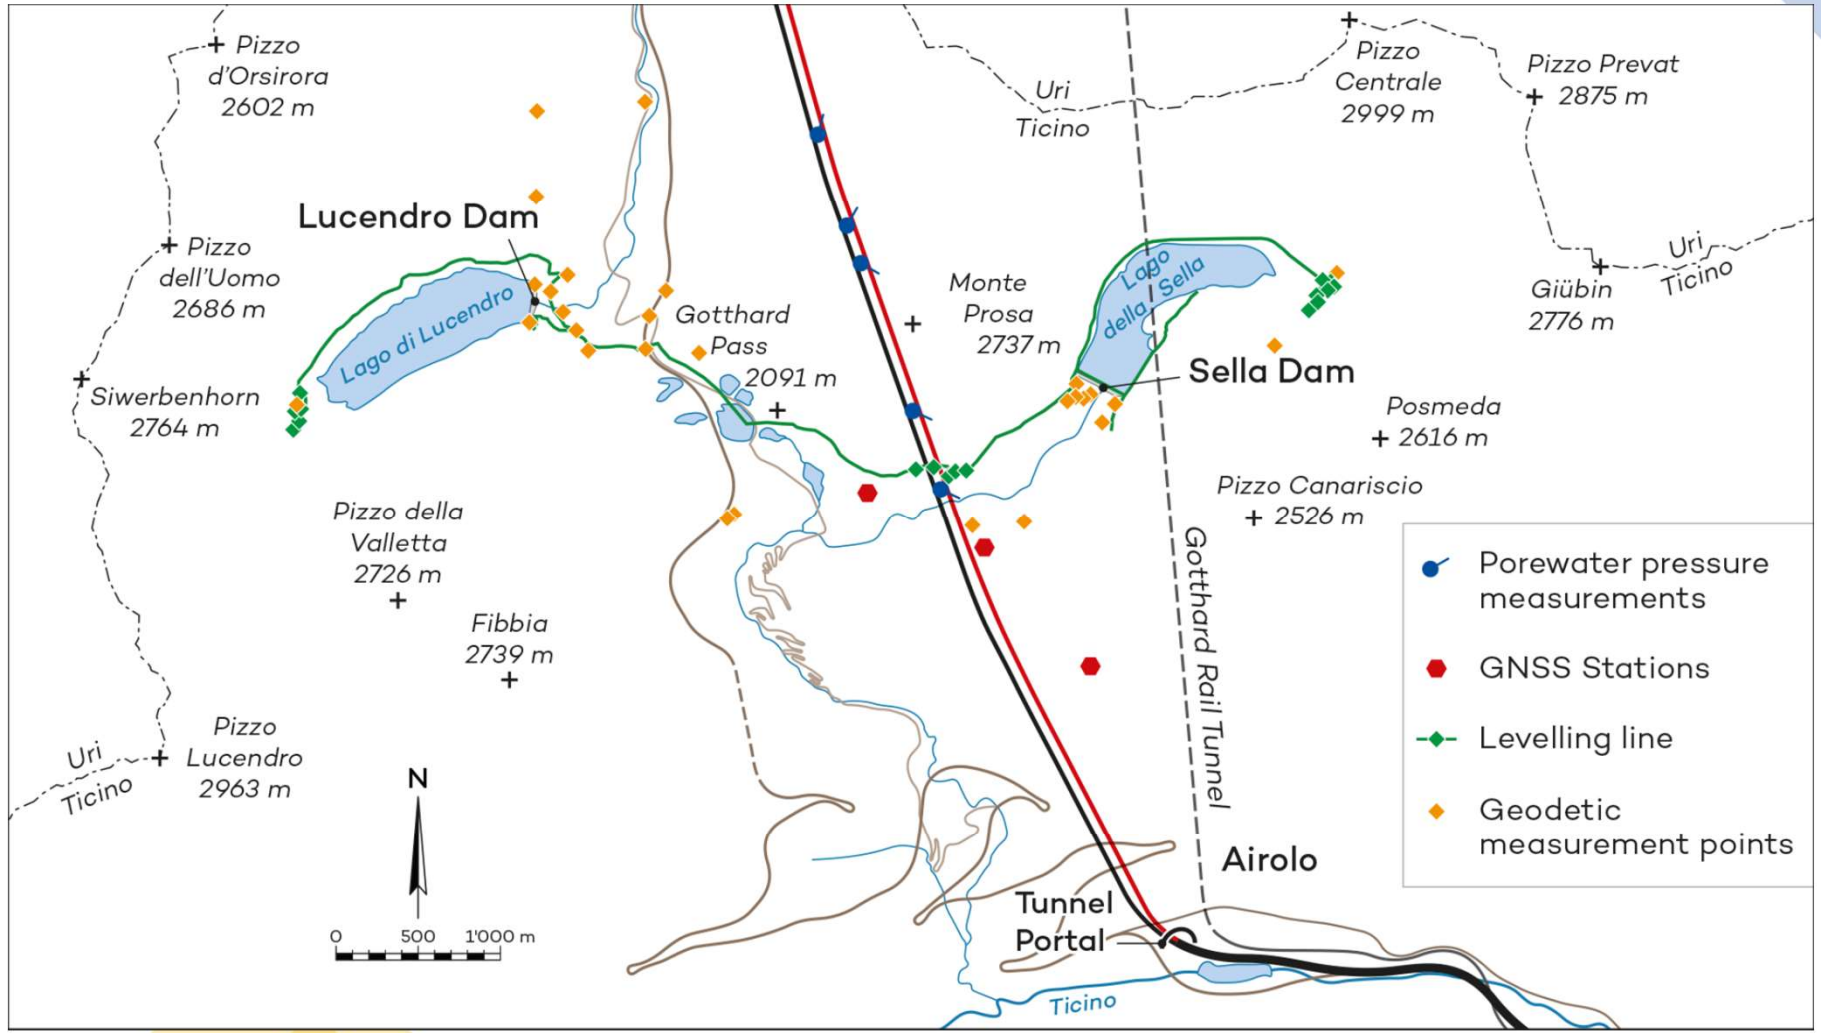 Pizzo
d'Orsirora
2602 m
Uri
Ticino
Pizzo
Centrale
2999 m
Pizzo Prevat
2875 m
Lucendro Dam
Pizzo
dell'Uomo
2686 m
Lago di Lucendro
Gotthard
Pass
2091 m
Monte
Prosa
2737 m
Lago
della Sella
Uri
Ticino
Giübin
2776 m
Siwerbenhorn
2764 m
Sella Dam
Posmeda
2616 m
Pizzo Canariscio
2526 m
Pizzo della
Valletta
2726 m
Fibbia
2739 m
Gotthard Rail Tunnel
Porewater pressure
measurements
GNSS Stations
Levelling line
Geodetic
measurement points
Uri
Ticino
Pizzo
Lucendro
2963 m
N
0 500 1'000 m
Airolo
Tunnel
Portal
Ticino